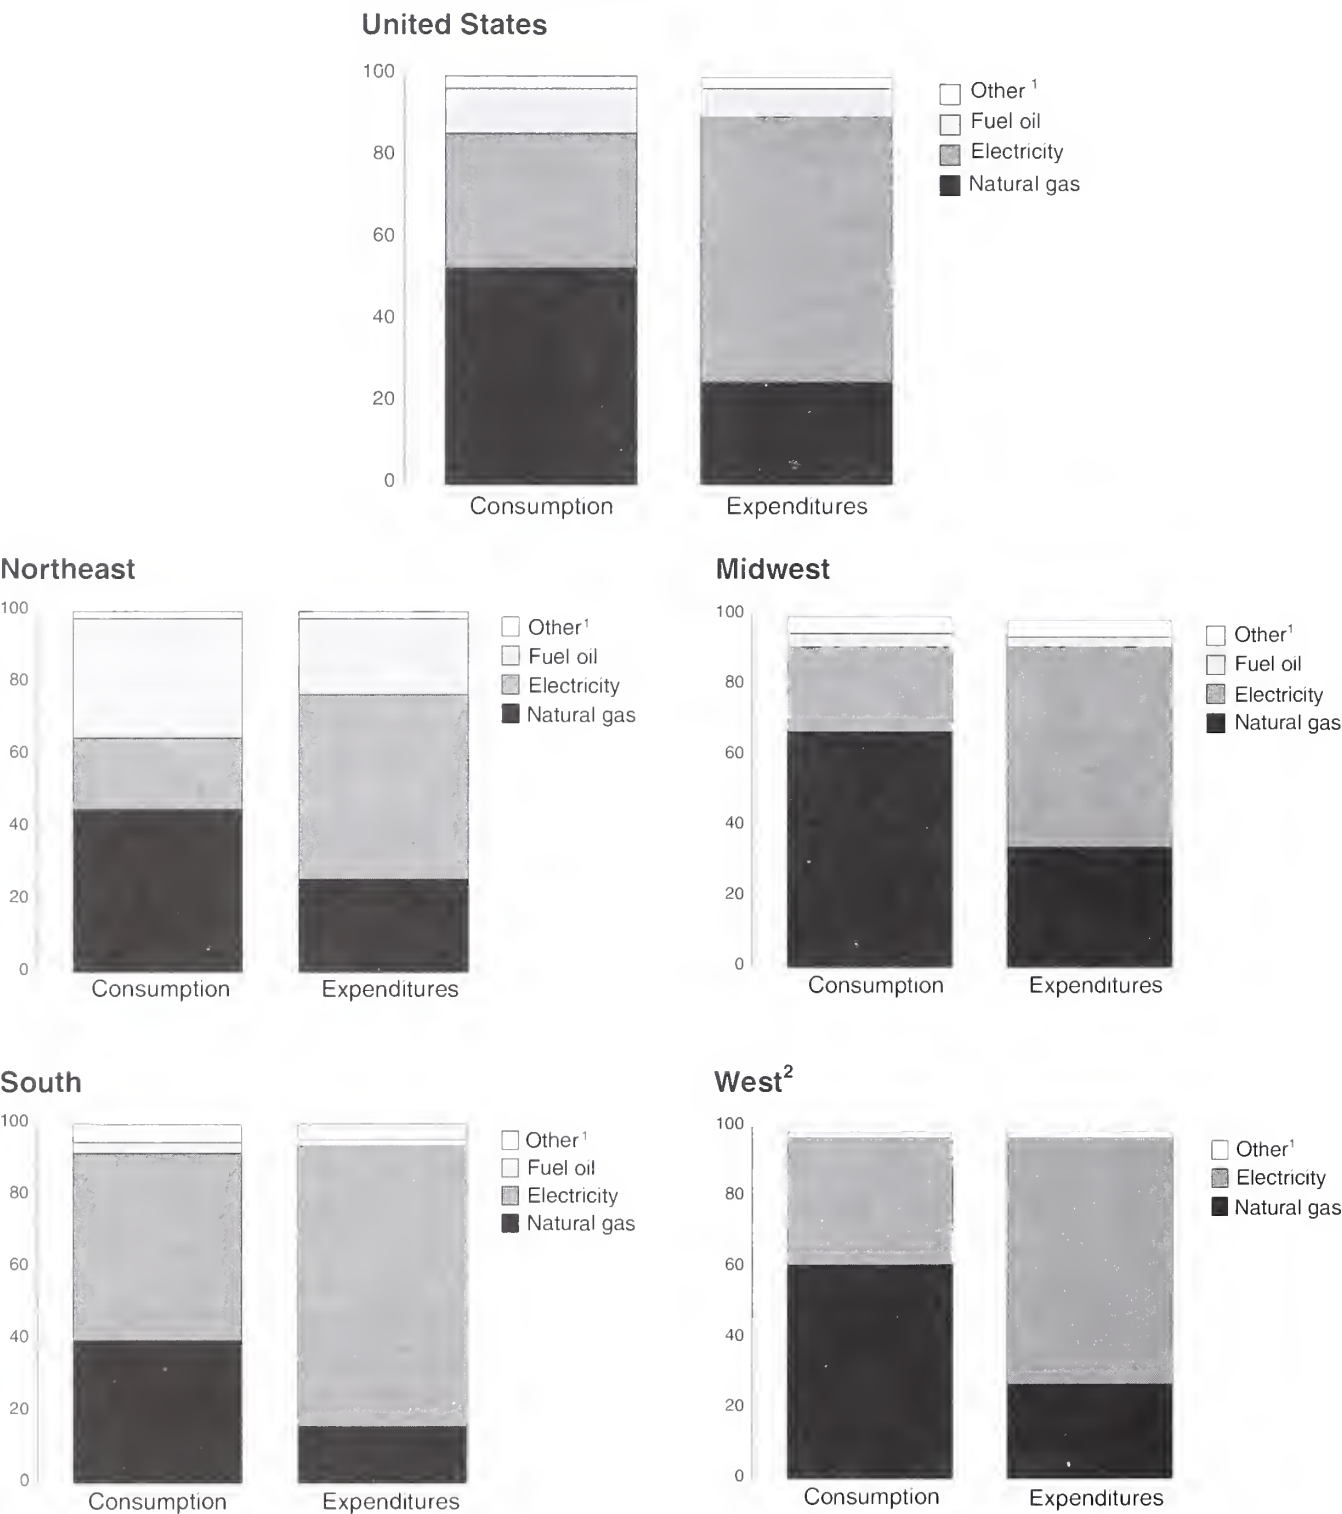 United States
100
80
60
40
20
0
Consumption
Expenditures
Other 1
Fuel oil
Electricity
Natural gas
Northeast
100
80
60
40
20
0
Consumption
Expenditures
Other1
Fuel oil
Electricity
Natural gas
Midwest
100
80
60
40
20
0
Consumption
Expenditures
Other1
Fuel oil
Electricity
Natural gas
South
100
80
60
40
20
0
Consumption
Expenditures
Other1
Fuel oil
Electricity
Natural gas
West2
100
80
60
40
20
0
Consumption
Expenditures
Other1
Electricity
Natural gas